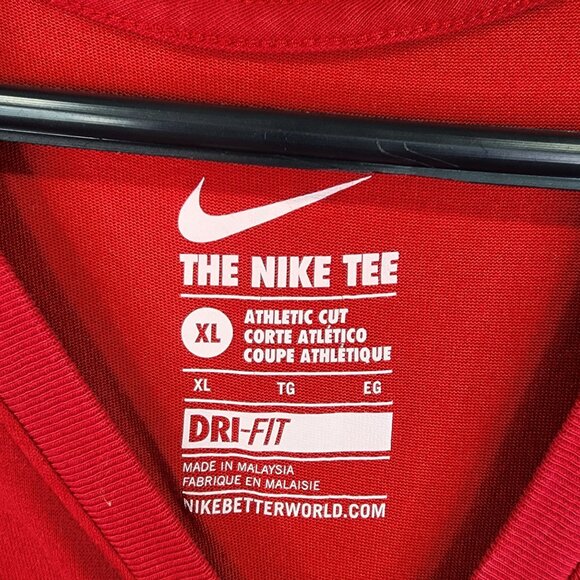 THE NIKE TEE
XL
ATHLETIC CUT
CORTE ATLÉTICO
COUPE ATHLÉTIQUE
XL TG EG
DRI-FIT
MADE IN MALAYSIA
FABRIQUE EN MALAISIE
NIKEBETTERWORLD.COM